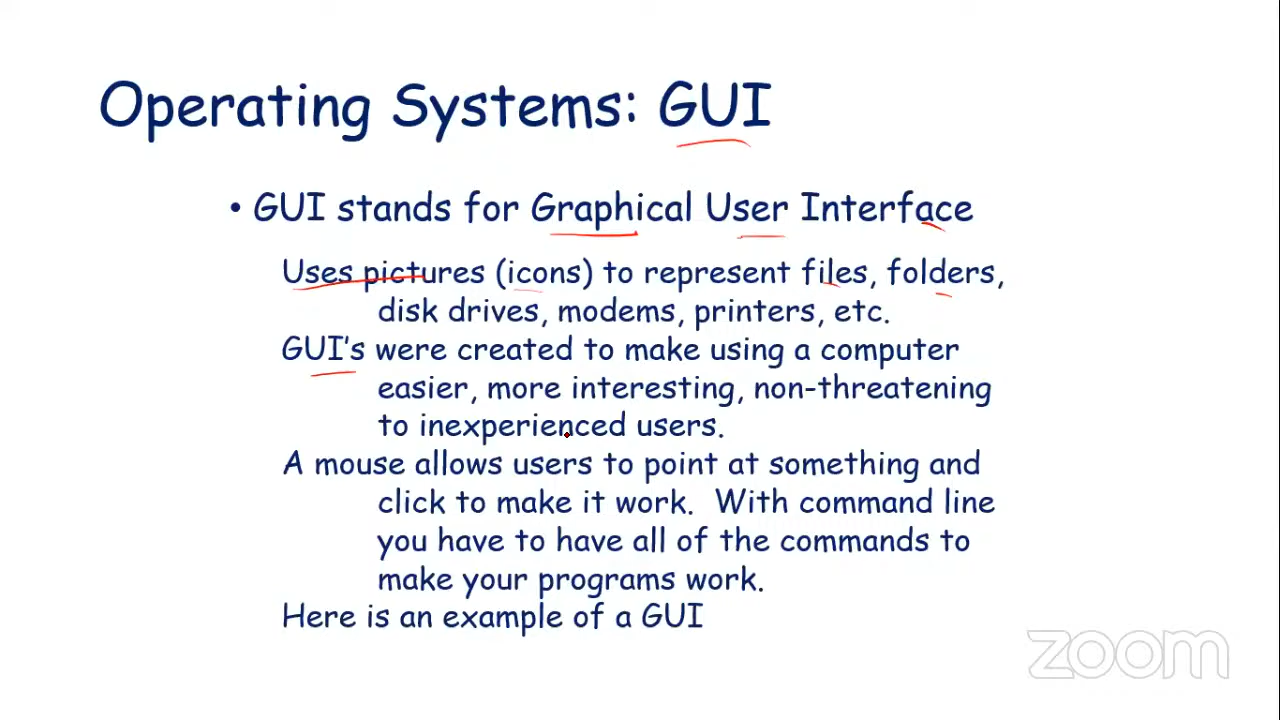 Operating Systems: GUI
• GUI stands for Graphical User Interface
Uses pictures (icons) to represent files, folders,
disk drives, modems, printers, etc.
GUI's were created to make using a computer
easier, more interesting, non-threatening
to inexperienced users.
A mouse allows users to point at something and
click to make it work. With command line
you have to have all of the commands to
make your programs work.
Here is an example of a GUI
zoom